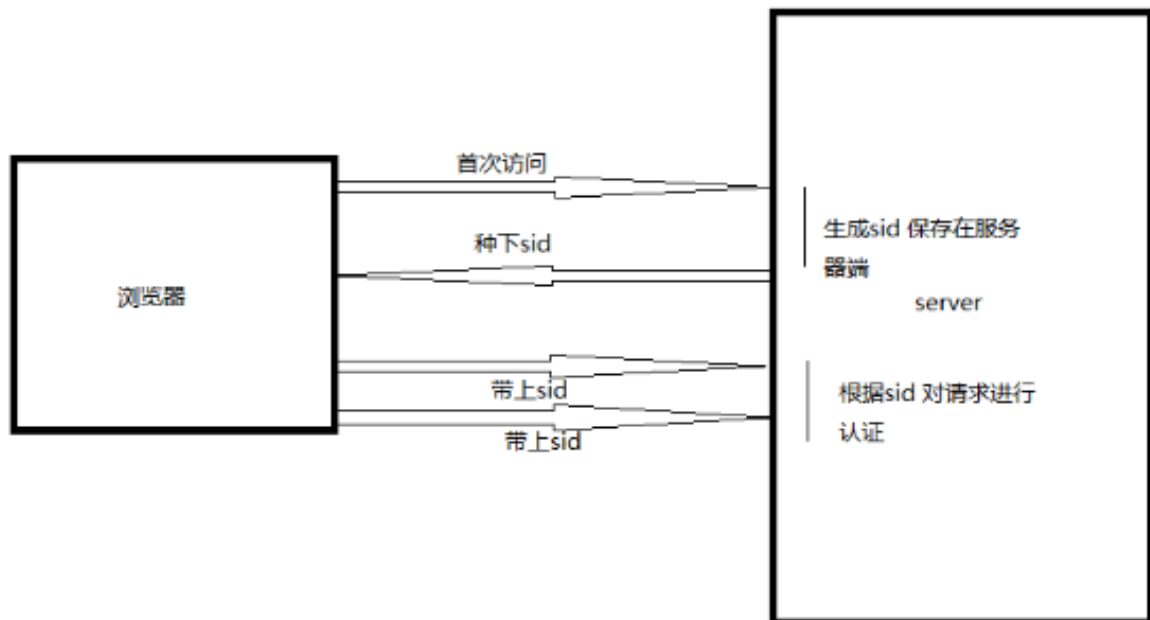 首次访问
种下sid
浏览器
带上sid
带上sid
生成sid 保存在服务
器端
server
根据sid 对请求进行
认证